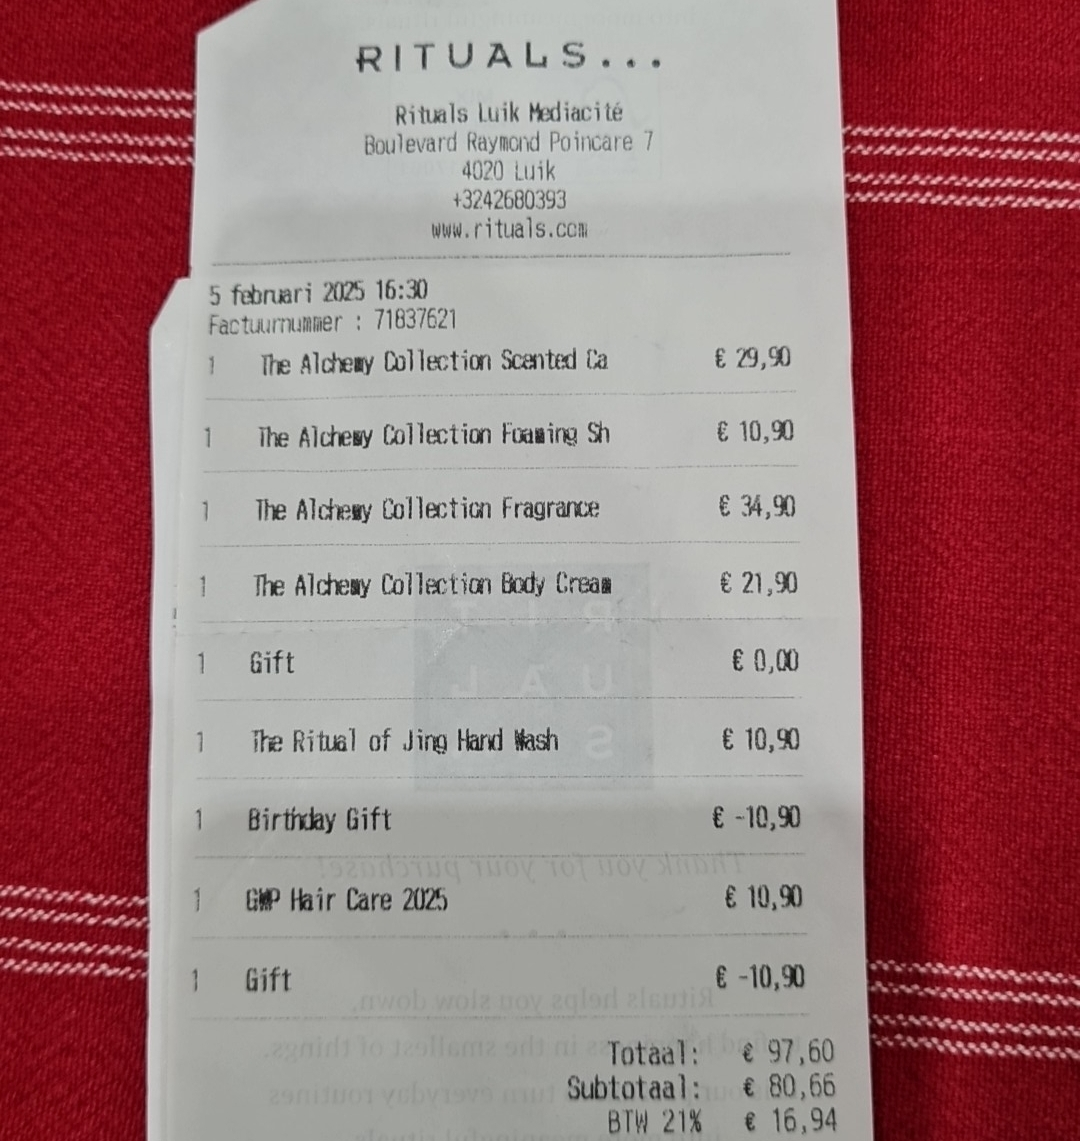 RITUALS...
Rituals Luik Mediacité
Boulevard Raymond Poincare 7
4020 Luik
+3242680393
www.rituals.com
5 februari 2025 16:30
Factuurnummer : 71837621
1 The Alchemy Collection Scented Ca € 29,90
1 The Alchemy Collection Foaming Sh € 10,90
1 The Alchemy Collection Fragrance € 34,90
1 The Alchemy Collection Body Cream € 21,90
1 Gift € 0,00
1 The Ritual of Jing Hand Wash € 10,90
1 Birthday Gift € -10,90
1 GWP Hair Care 2025 € 10,90
1 Gift € -10,90
Totaal: € 97,60
Subtotaal: € 80,66
BTW 21% € 16,94